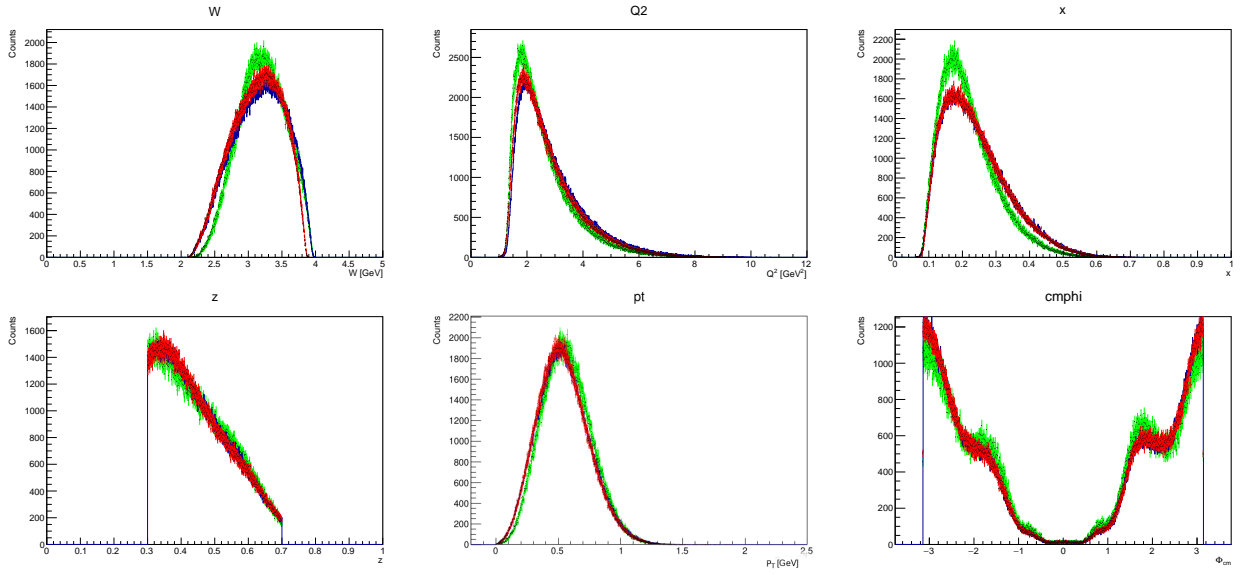 W
Counts
2000
1800
1600
1400
1200
1000
800
600
400
200
0
0 0.5 1 1.5 2 2.5 3 3.5 4 4.5 5
W [GeV]
Q2
Counts
2500
2000
1500
1000
500
0
0 2 4 6 8 10 12
Q² [GeV²]
x
Counts
2200
2000
1800
1600
1400
1200
1000
800
600
400
200
0
0 0.1 0.2 0.3 0.4 0.5 0.6 0.7 0.8 0.9 1
x
z
Counts
1600
1400
1200
1000
800
600
400
200
0
0 0.1 0.2 0.3 0.4 0.5 0.6 0.7 0.8 0.9 1
z
pt
Counts
2200
2000
1800
1600
1400
1200
1000
800
600
400
200
0
0 0.5 1 1.5 2 2.5
p_T [GeV]
cmphi
Counts
1200
1000
800
600
400
200
0
−3 −2 −1 0 1 2 3
Φ_cm